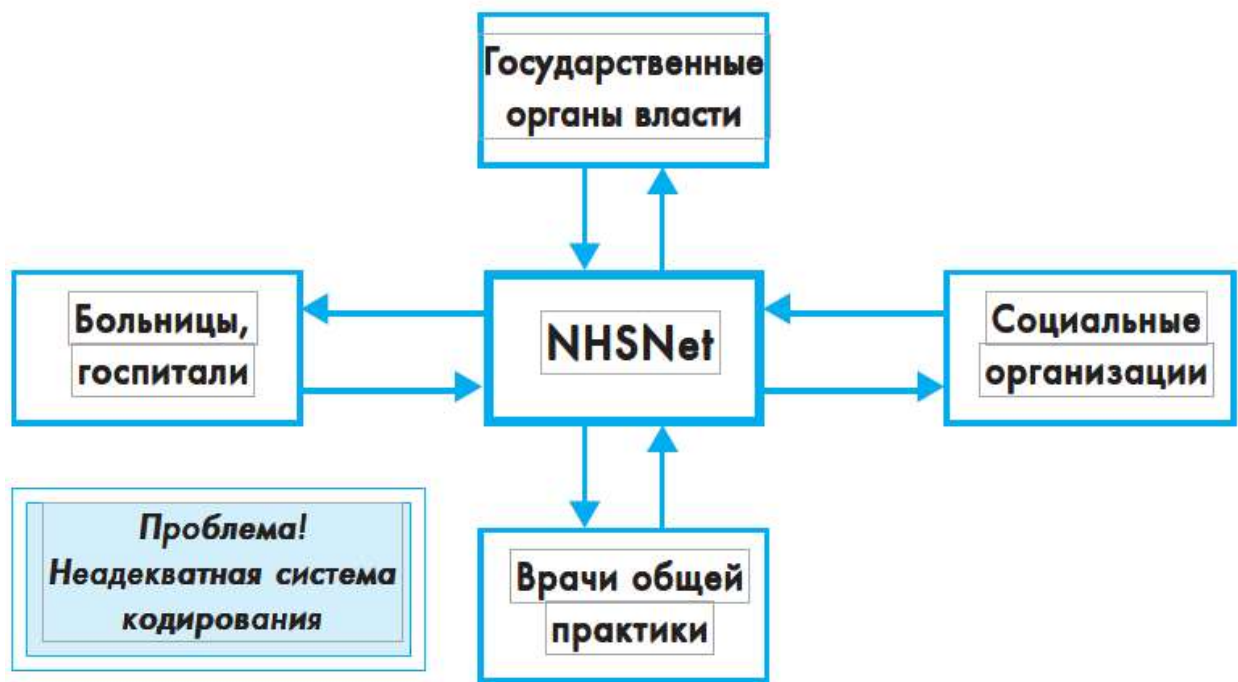 Государственные
органы власти
Больницы,
госпитали
NHSNet
Социальные
организации
Проблема!
Неадекватная система
кодирования
Врачи общей
практики